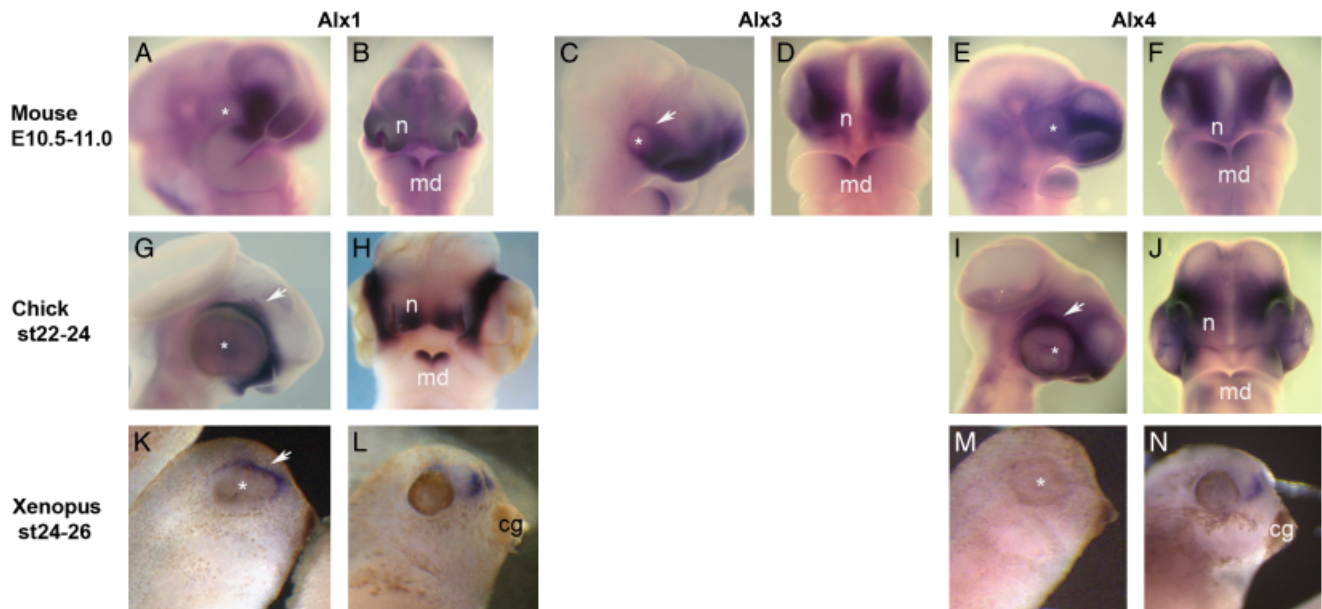 Alx1 Alx3 Alx4
A B C D E F
Mouse
E10.5-11.0
* n md * n md * n md
G H I J
Chick
st22-24
* n md * n md
K L M N
Xenopus
st24-26
* cg * cg